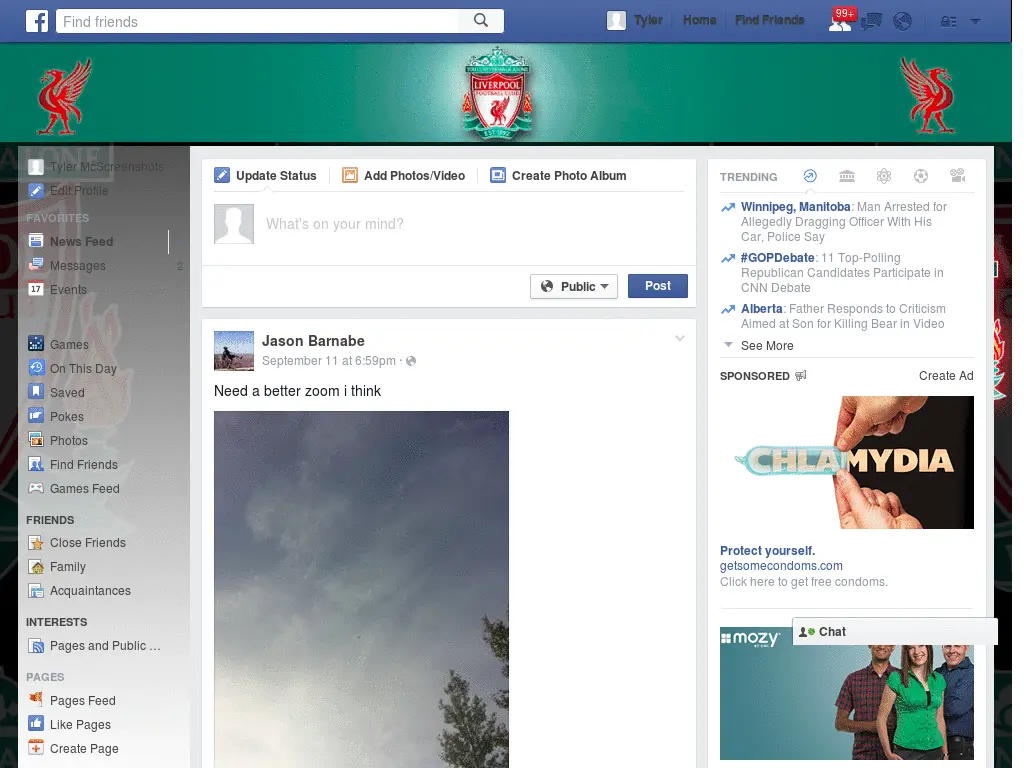 Find friends
Tyler
Home
Find Friends
99+
YOU'LL NEVER WALK ALONE
LIVERPOOL
FOOTBALL CLUB
EST·1892
Tyler McScreenshots
Edit Profile
FAVORITES
News Feed
Messages 2
17 Events
Games
On This Day
Saved
Pokes
Photos
Find Friends
Games Feed
FRIENDS
Close Friends
Family
Acquaintances
INTERESTS
Pages and Public ...
PAGES
Pages Feed
Like Pages
Create Page
Update Status
Add Photos/Video
Create Photo Album
What's on your mind?
Public
Post
Jason Barnabe
September 11 at 6:59pm ·
Need a better zoom i think
TRENDING
Winnipeg, Manitoba: Man Arrested for
Allegedly Dragging Officer With His
Car, Police Say
#GOPDebate: 11 Top-Polling
Republican Candidates Participate in
CNN Debate
Alberta: Father Responds to Criticism
Aimed at Son for Killing Bear in Video
See More
SPONSORED
Create Ad
CHLAMYDIA
Protect yourself.
getsomecondoms.com
Click here to get free condoms.
Chat
mozy